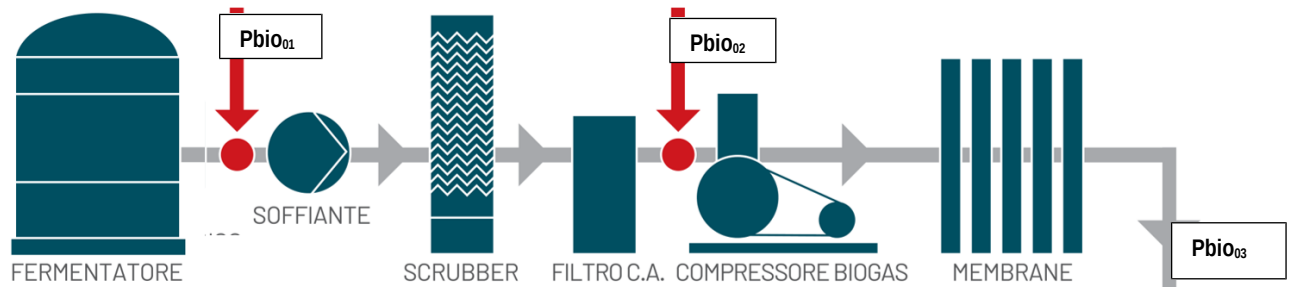 Pbio01
Pbio02
SOFFIANTE
Pbio03
FERMENTATORE
SCRUBBER
FILTRO C.A.
COMPRESSORE BIOGAS
MEMBRANE